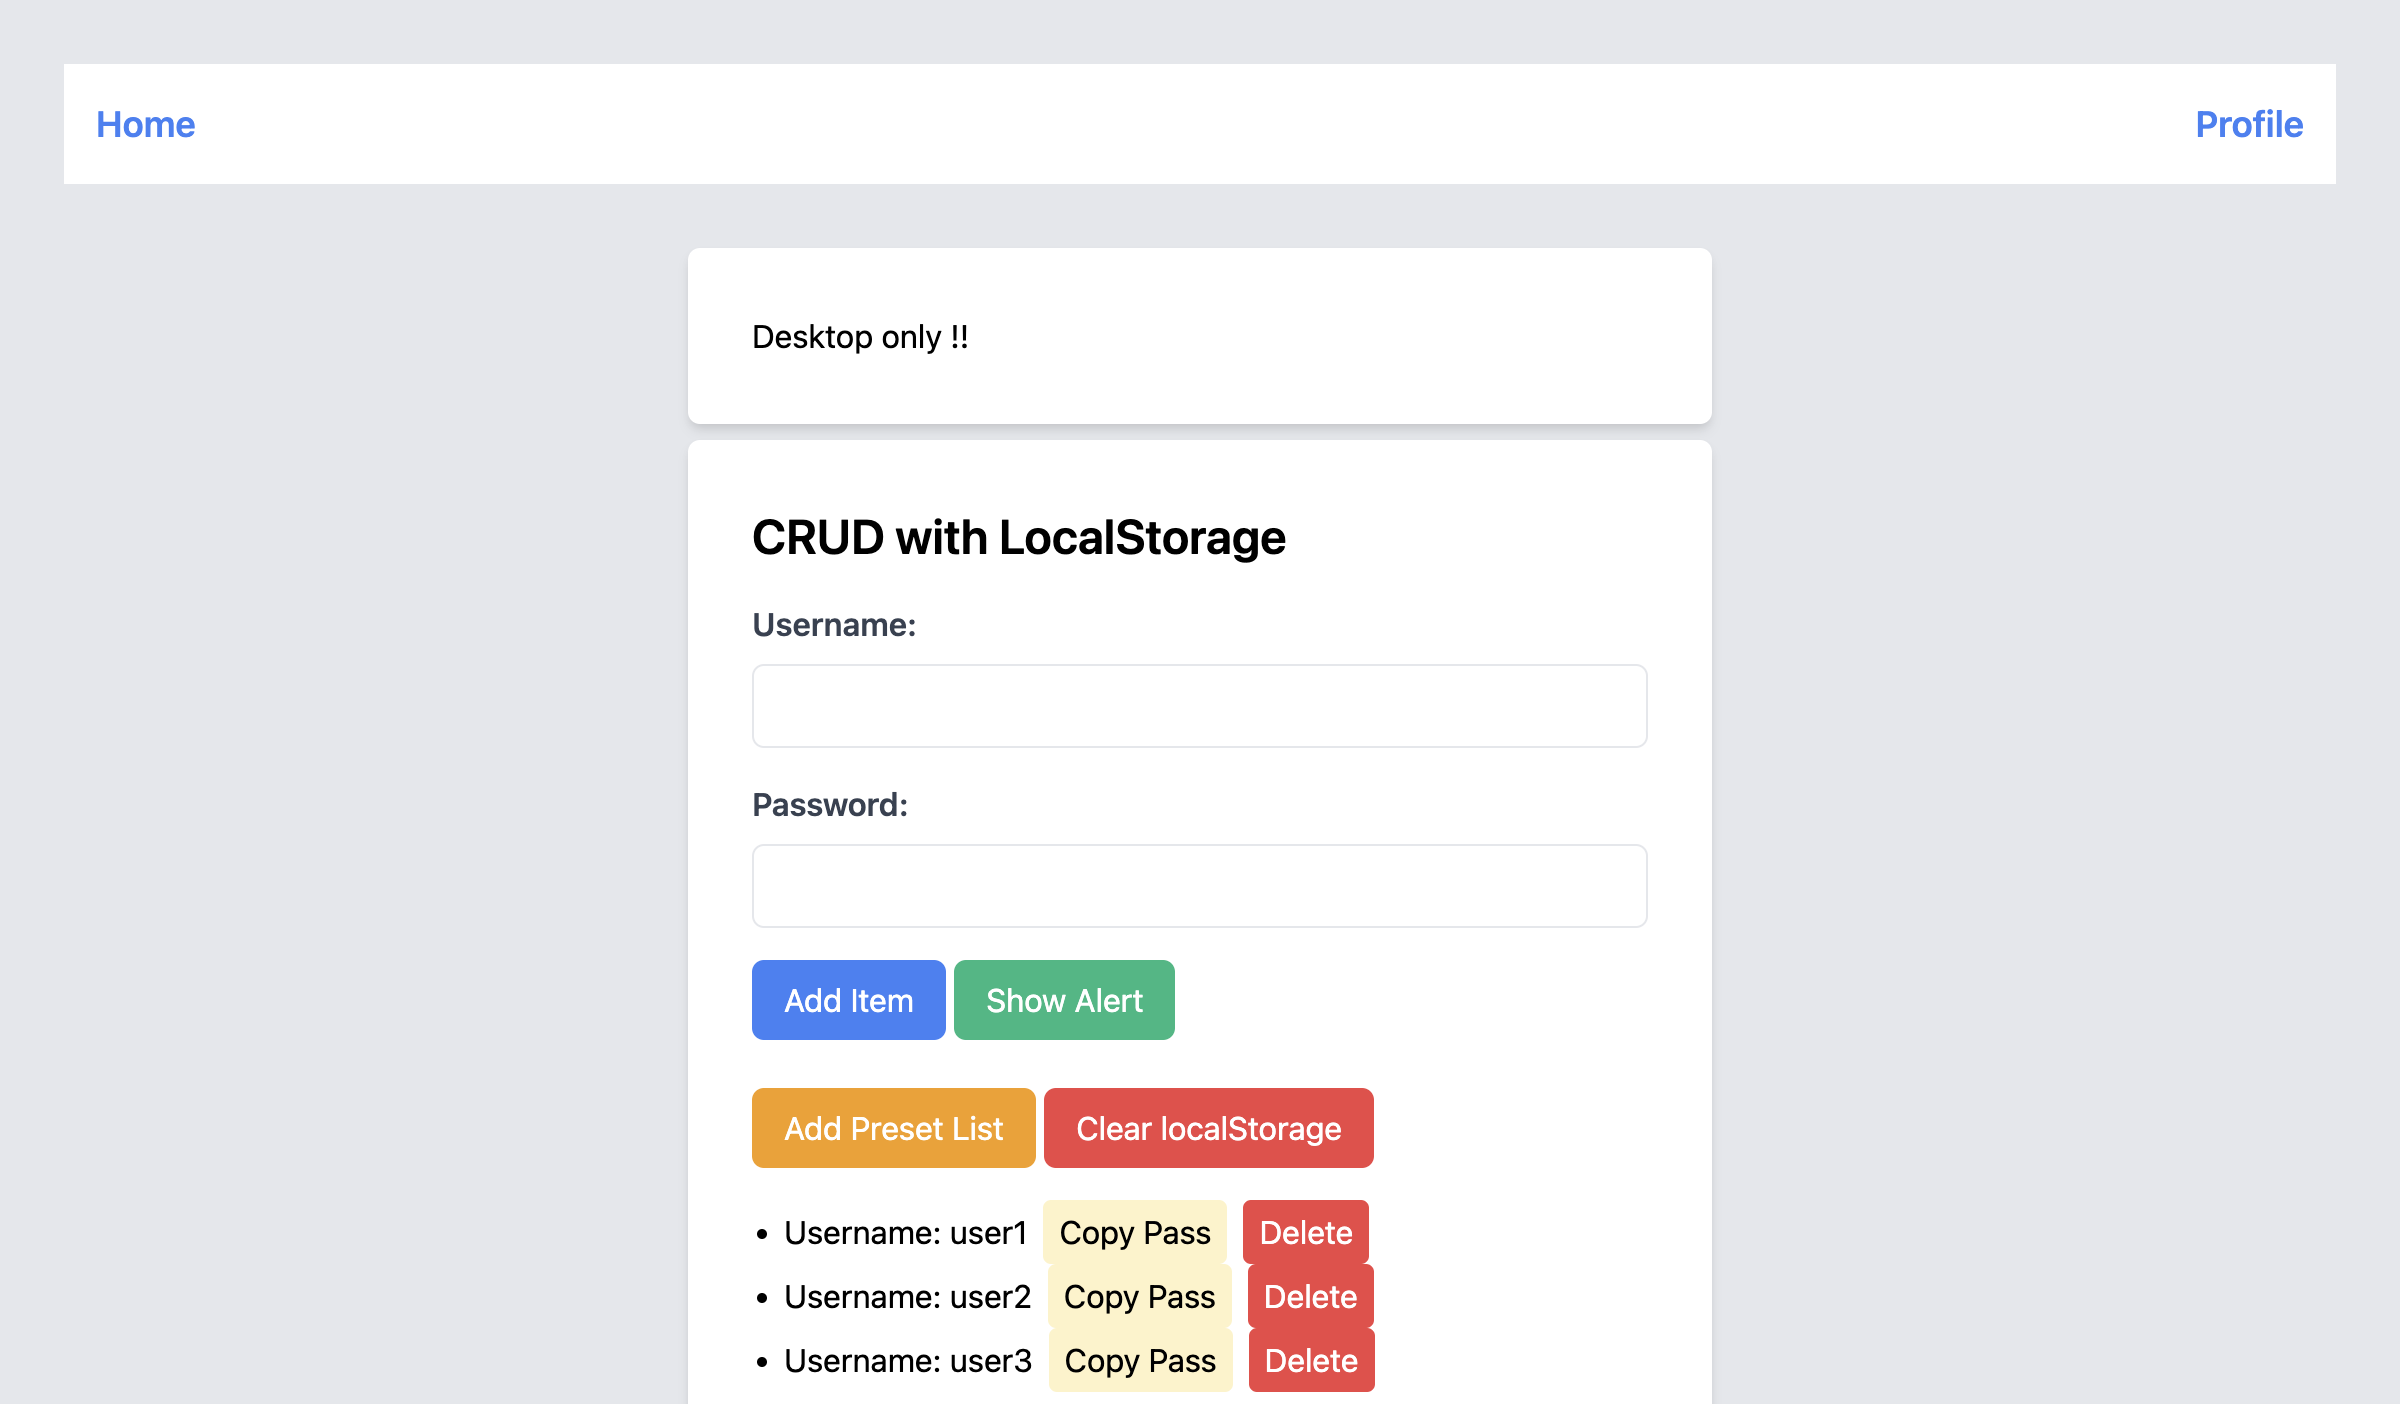 Home Profile
Desktop only !!
CRUD with LocalStorage
Username:
Password:
Add Item Show Alert
Add Preset List Clear localStorage
• Username: user1 Copy Pass Delete
• Username: user2 Copy Pass Delete
• Username: user3 Copy Pass Delete